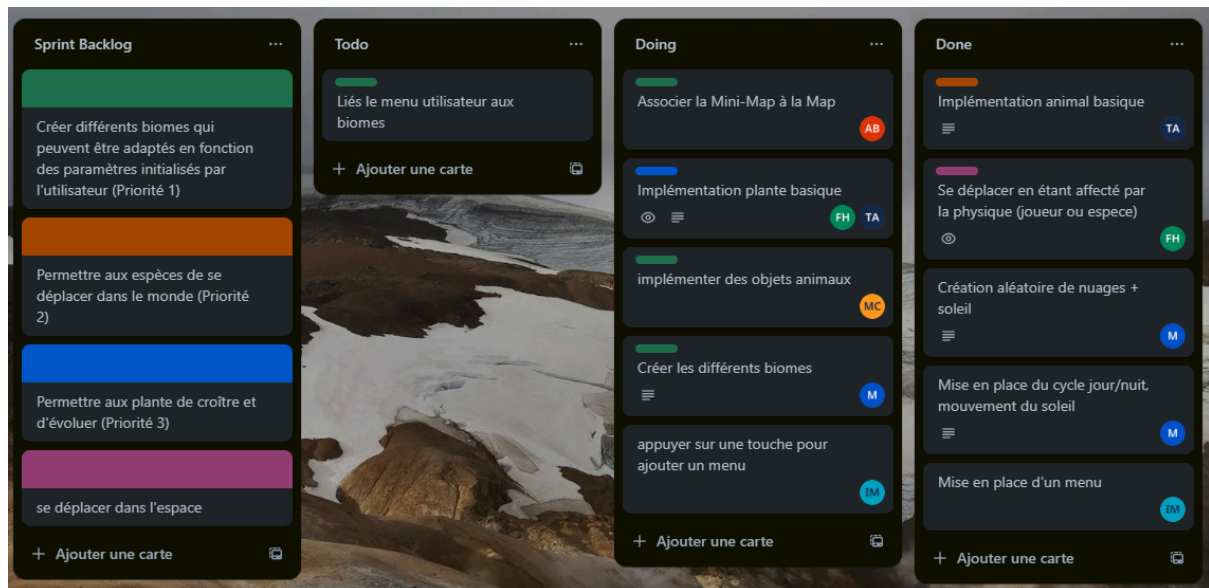 Sprint Backlog
Créer différents biomes qui
peuvent être adaptés en fonction
des paramètres initialisés par
l'utilisateur (Priorité 1)
Permettre aux espèces de se
déplacer dans le monde (Priorité
2)
Permettre aux plante de croître et
d'évoluer (Priorité 3)
se déplacer dans l'espace
+ Ajouter une carte
Todo
Liés le menu utilisateur aux
biomes
+ Ajouter une carte
Doing
Associer la Mini-Map à la Map
AB
Implémentation plante basique
FH TA
implémenter des objets animaux
MC
Créer les différents biomes
M
appuyer sur une touche pour
ajouter un menu
IM
+ Ajouter une carte
Done
Implémentation animal basique
TA
Se déplacer en étant affecté par
la physique (joueur ou espece)
FH
Création aléatoire de nuages +
soleil
M
Mise en place du cycle jour/nuit,
mouvement du soleil
M
Mise en place d'un menu
IM
+ Ajouter une carte